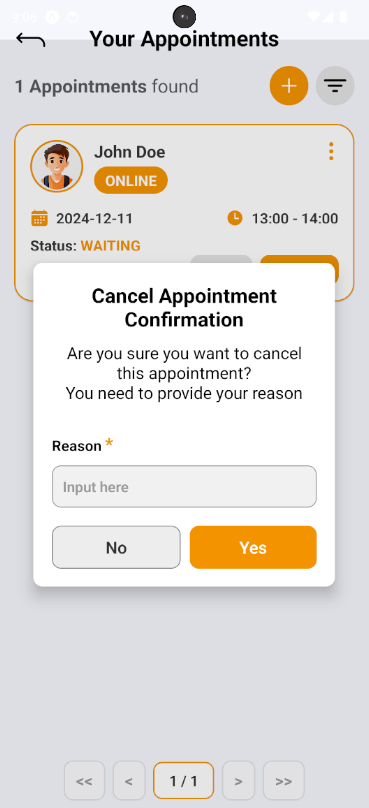 Your Appointments
1 Appointments found
John Doe
ONLINE
2024-12-11
13:00 - 14:00
Status: WAITING
Cancel Appointment
Confirmation
Are you sure you want to cancel
this appointment?
You need to provide your reason
Reason *
Input here
No
Yes
<< < 1 / 1 > >>